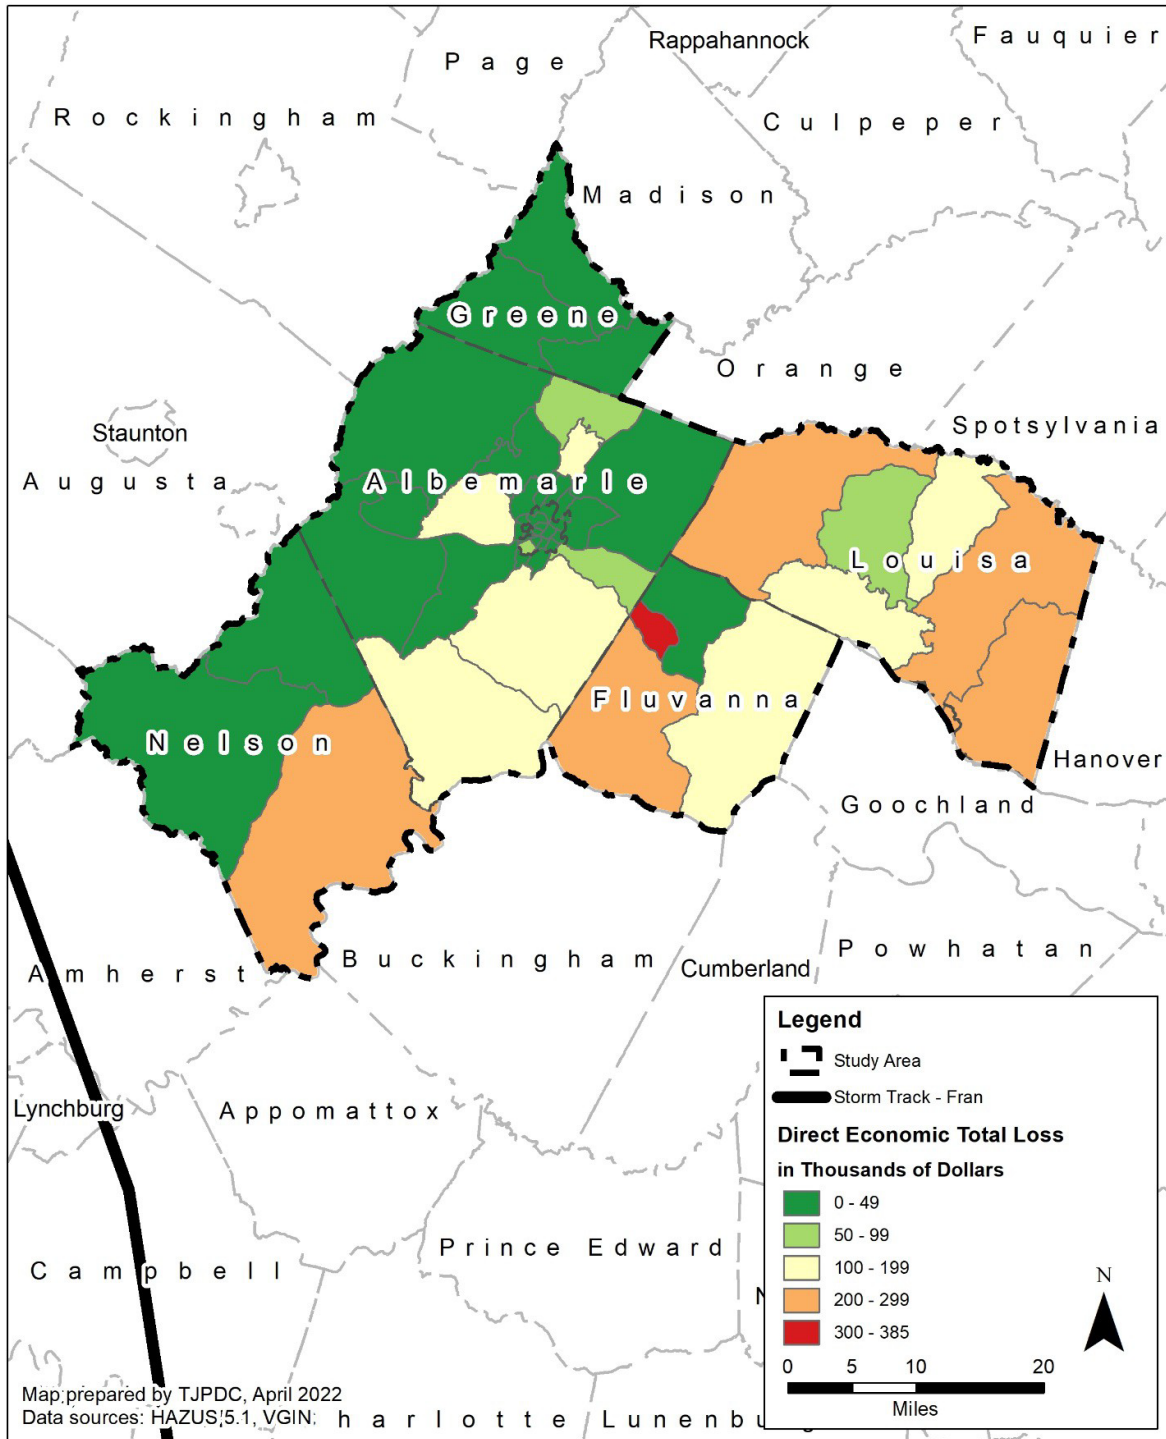 Rappahannock
Fauquier
Page
Rockingham
Culpeper
Madison
Greene
Orange
Spotsylvania
Staunton
Augusta
Albemarle
Louisa
Fluvanna
Nelson
Hanover
Goochland
Buckingham
Powhatan
Cumberland
Amherst
Legend
Study Area
Storm Track - Fran
Lynchburg
Appomattox
Direct Economic Total Loss
in Thousands of Dollars
0 - 49
50 - 99
100 - 199
200 - 299
300 - 385
Prince Edward
Campbell
N
N
0 5 10 20
Miles
Map prepared by TJPDC, April 2022
Data sources: HAZUS 5.1, VGIN
harlotte
Lunenbu